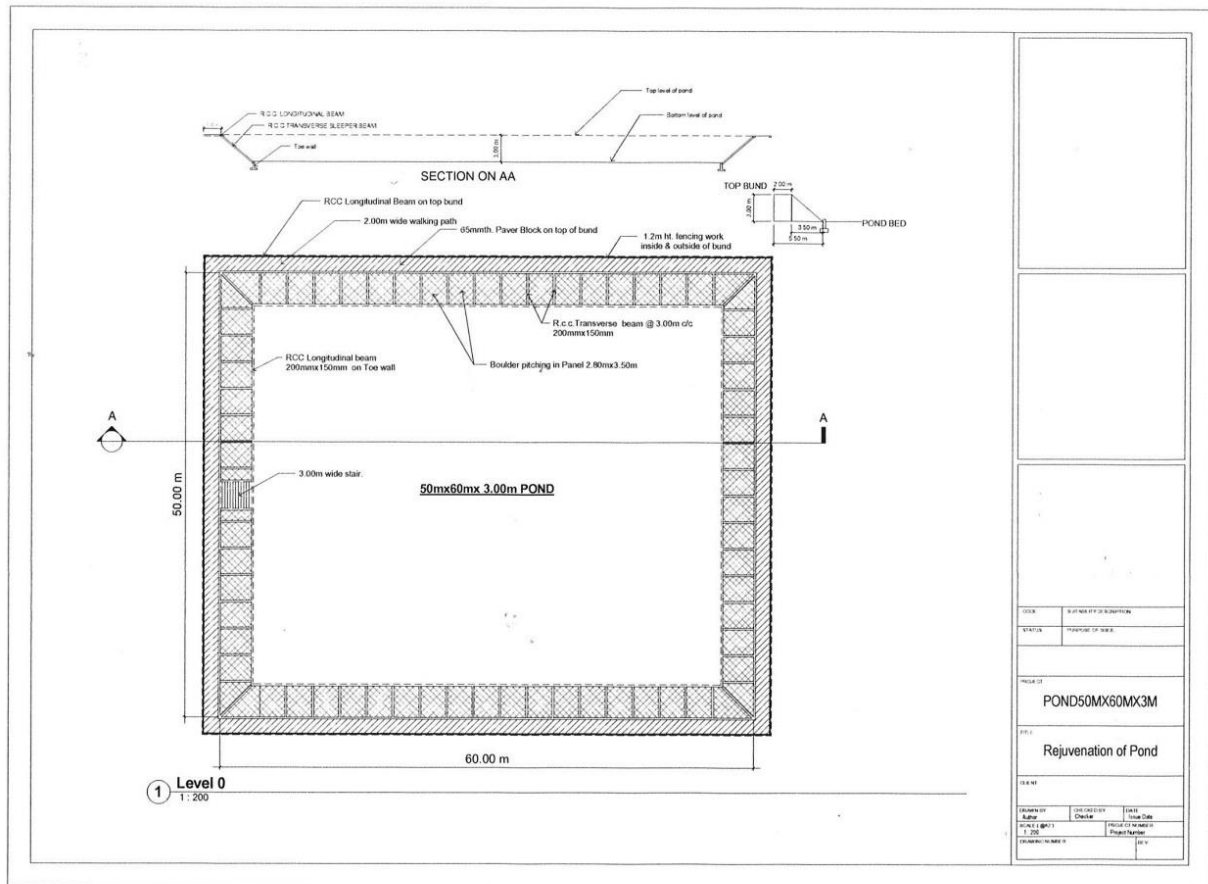 Top level of pond
R.C.C. LONGITUDINAL BEAM
Bottom level of pond
R.C.C TRANSVERSE SLEEPER BEAM
Toe wall
3.00 m
SECTION ON AA
TOP BUND
2.00 m
2.00 m
POND BED
3.50 m
5.50 m
RCC Longitudinal Beam on top bund
2.00m wide walking path
65mmth. Paver Block on top of bund
1.2m ht. fencing work
inside & outside of bund
R.c.c.Transverse beam @ 3.00m c/c
200mmx150mm
RCC Longitudinal beam
200mmx150mm on Toe wall
Boulder pitching in Panel 2.80mx3.50m
A
A
3.00m wide stair.
50mx60mx 3.00m POND
50.00 m
60.00 m
1
Level 0
1 : 200
CODE
SUITABILITY DESCRIPTION
STATUS
PURPOSE OF ISSUE
PROJECT
POND50MX60MX3M
TITLE
Rejuvenation of Pond
CLIENT
DRAWN BY
Author
CHECKED BY
Checker
DATE
Issue Date
1 : 200
PROJECT NUMBER
Project Number
DRAWING NUMBER
REV